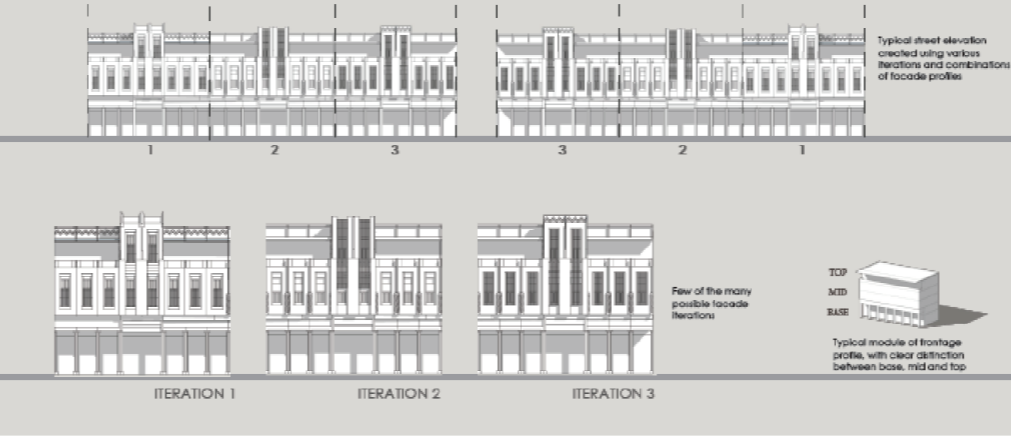 Typical street elevation
created using various
iterations and combinations
of facade profiles
1 2 3 3 2 1
Few of the many
possible facade
iterations
TOP
MID
BASE
Typical module of frontage
profile, with clear distinction
between base, mid and top
ITERATION 1 ITERATION 2 ITERATION 3